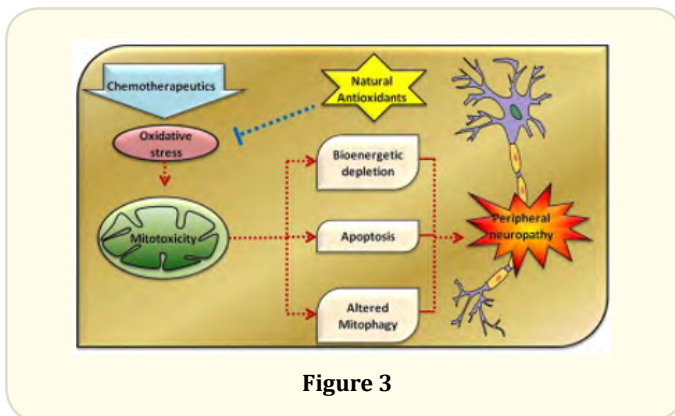 Chemotherapeutics
Natural
Antioxidants
Oxidative
stress
Bioenergetic
depletion
Mitotoxicity
Apoptosis
Peripheral
neuropathy
Altered
Mitophagy
Figure 3